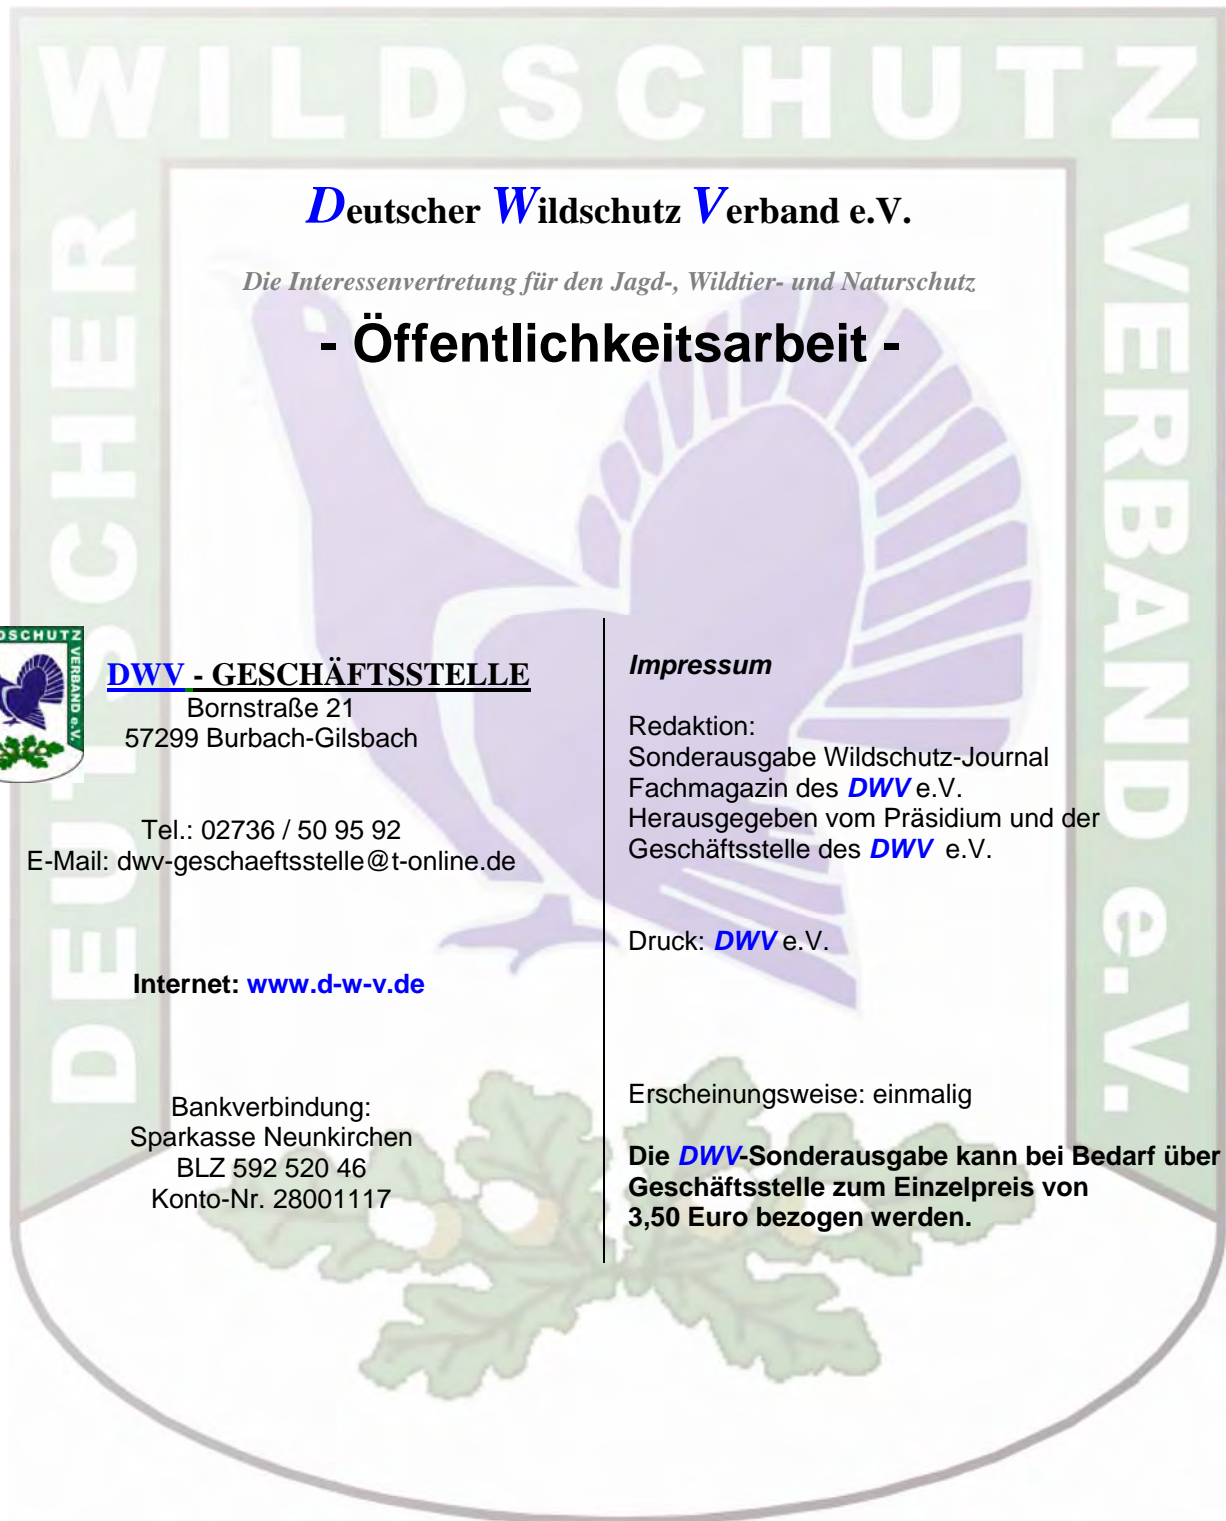 WILDSCHUTZ
DEUTSCHER
VERBAND e.V.
Deutscher Wildschutz Verband e.V.
Die Interessenvertretung für den Jagd-, Wildtier- und Naturschutz
- Öffentlichkeitsarbeit -
DSCHUTZ
VERBAND e.V.
DWV - GESCHÄFTSSTELLE
Bornstraße 21
57299 Burbach-Gilsbach
Tel.: 02736 / 50 95 92
E-Mail: dwv-geschaeftsstelle@t-online.de
Internet: www.d-w-v.de
Bankverbindung:
Sparkasse Neunkirchen
BLZ 592 520 46
Konto-Nr. 28001117
Impressum
Redaktion:
Sonderausgabe Wildschutz-Journal
Fachmagazin des DWV e.V.
Herausgegeben vom Präsidium und der
Geschäftsstelle des DWV e.V.
Druck: DWV e.V.
Erscheinungsweise: einmalig
Die DWV-Sonderausgabe kann bei Bedarf über
Geschäftsstelle zum Einzelpreis von
3,50 Euro bezogen werden.